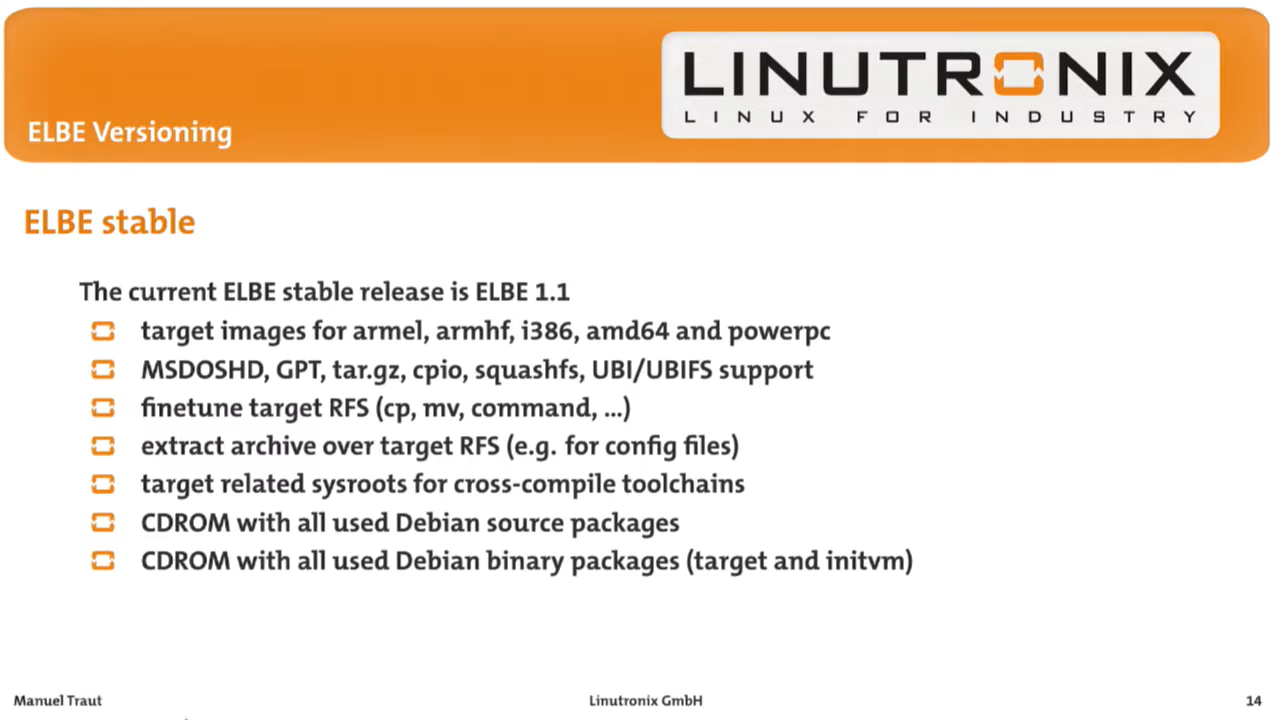 LINUTRONIX
LINUX FOR INDUSTRY
ELBE Versioning
ELBE stable
The current ELBE stable release is ELBE 1.1
target images for armel, armhf, i386, amd64 and powerpc
MSDOSHD, GPT, tar.gz, cpio, squashfs, UBI/UBIFS support
finetune target RFS (cp, mv, command, ...)
extract archive over target RFS (e.g. for config files)
target related sysroots for cross-compile toolchains
CDROM with all used Debian source packages
CDROM with all used Debian binary packages (target and initvm)
Manuel Traut
Linutronix GmbH
14